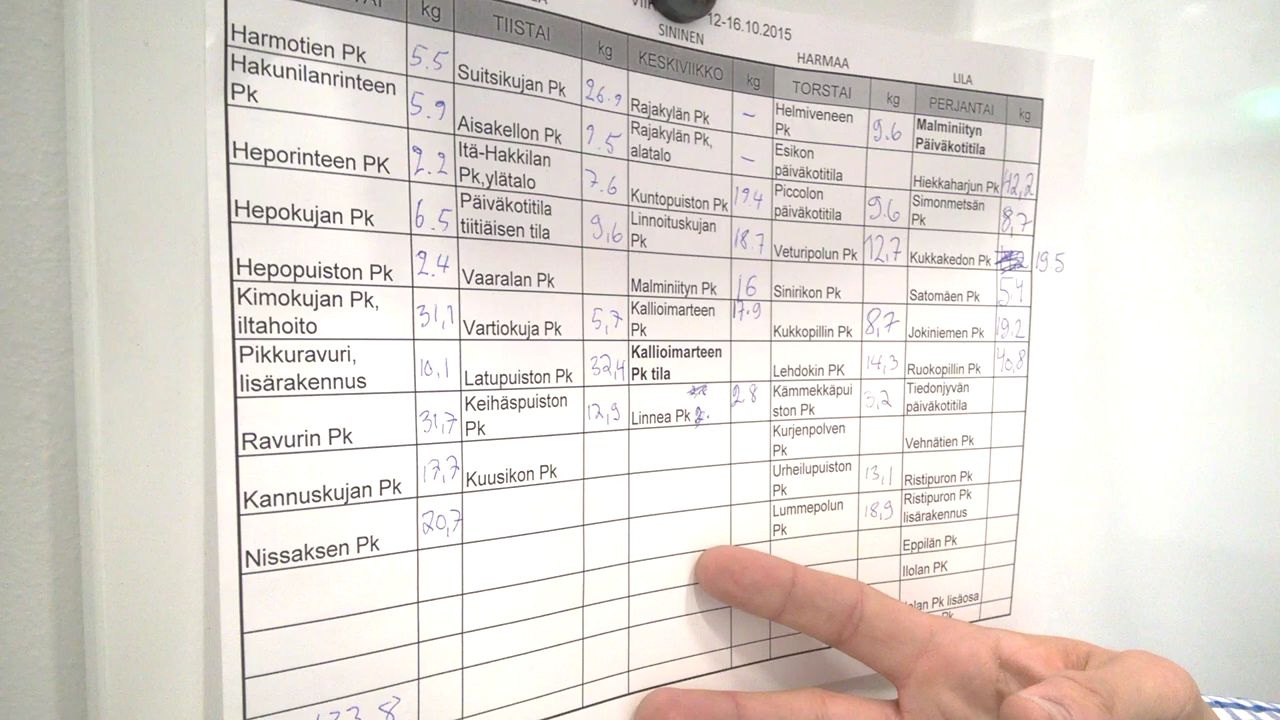 12-16.10.2015
SININEN HARMAA LILA
kg TIISTAI kg KESKIVIIKKO kg TORSTAI kg PERJANTAI kg
Harmotien Pk 5.5
Hakunilanrinteen
Pk 5.9
Heporinteen PK 2.2
Hepokujan Pk 6.5
Hepopuiston Pk 2.4
Kimokujan Pk,
iltahoito 31,1
Pikkuravuri,
lisärakennus 10,1
Ravurin Pk 31,7
Kannuskujan Pk 17,7
Nissaksen Pk 20,7
Suitsikujan Pk 26.9
Aisakellon Pk 9.5
Itä-Hakkilan
Pk,ylätalo 7.6
Päiväkotitila
tiitiäisen tila 9,6
Vaaralan Pk
Vartiokuja Pk 5,7
Latupuiston Pk 32,4
Keihäspuiston
Pk 12,9
Kuusikon Pk
Rajakylän Pk –
Rajakylän Pk,
alatalo –
Kuntopuiston Pk 194
Linnoituskujan
Pk 18.7
Malminiityn Pk 16
Kallioimarteen
Pk 17.9
Kallioimarteen
Pk tila
Linnea Pk 28
Helmiveneen
Pk 9.6
Esikon
päiväkotitila
Piccolon
päiväkotitila 9.6
Veturipolun Pk 12,7
Sinirikon Pk
Kukkopillin Pk 8,7
Lehdokin Pk 14,3
Kämmekkäpui
ston Pk 3,2
Kurjenpolven
Pk
Urheilupuiston
Pk 13,1
Lummepolun
Pk 18,9
Malminiityn
Päiväkotitila
Hiekkaharjun Pk 42,2
Simonmetsän
Pk 8,7
Kukkakedon Pk 19.5
Satomäen Pk 5.4
Jokiniemen Pk 19.2
Ruokopillin Pk 40,8
Tiedonjyvän
päiväkotitila
Vehnätien Pk
Ristipuron Pk
Ristipuron Pk
lisärakennus
Eppilän Pk
Ilolan PK
Pk lisäosa